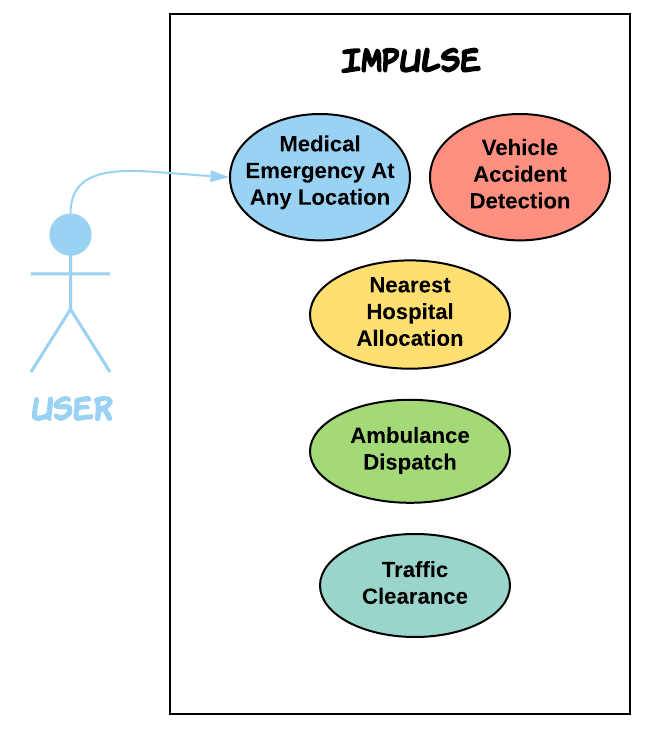 IMPULSE
Medical
Emergency At
Any Location
Vehicle
Accident
Detection
Nearest
Hospital
Allocation
Ambulance
Dispatch
Traffic
Clearance
USER